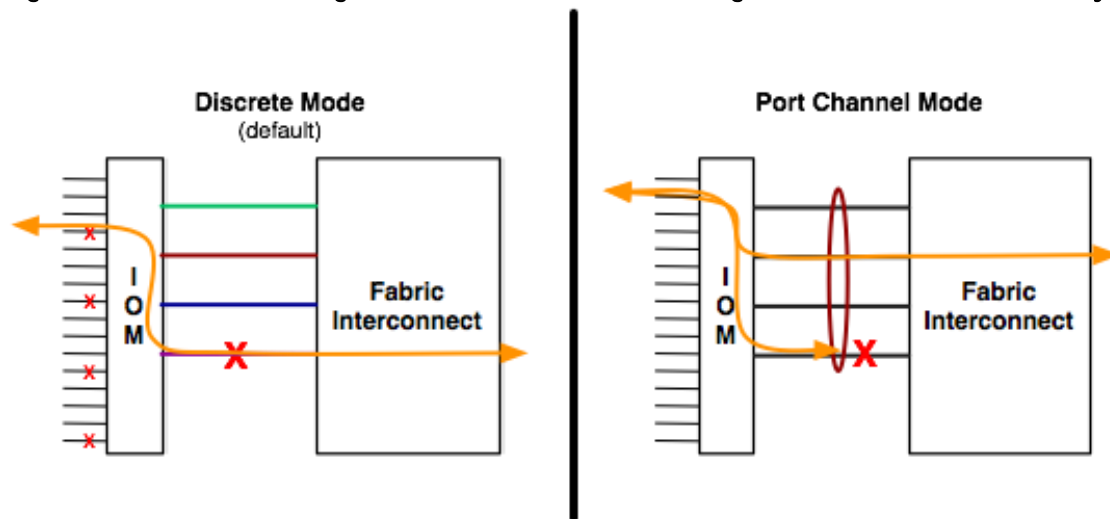 Discrete Mode
(default)
I
O
M
Fabric
Interconnect
X
X
X
X
X
Port Channel Mode
I
O
M
Fabric
Interconnect
X